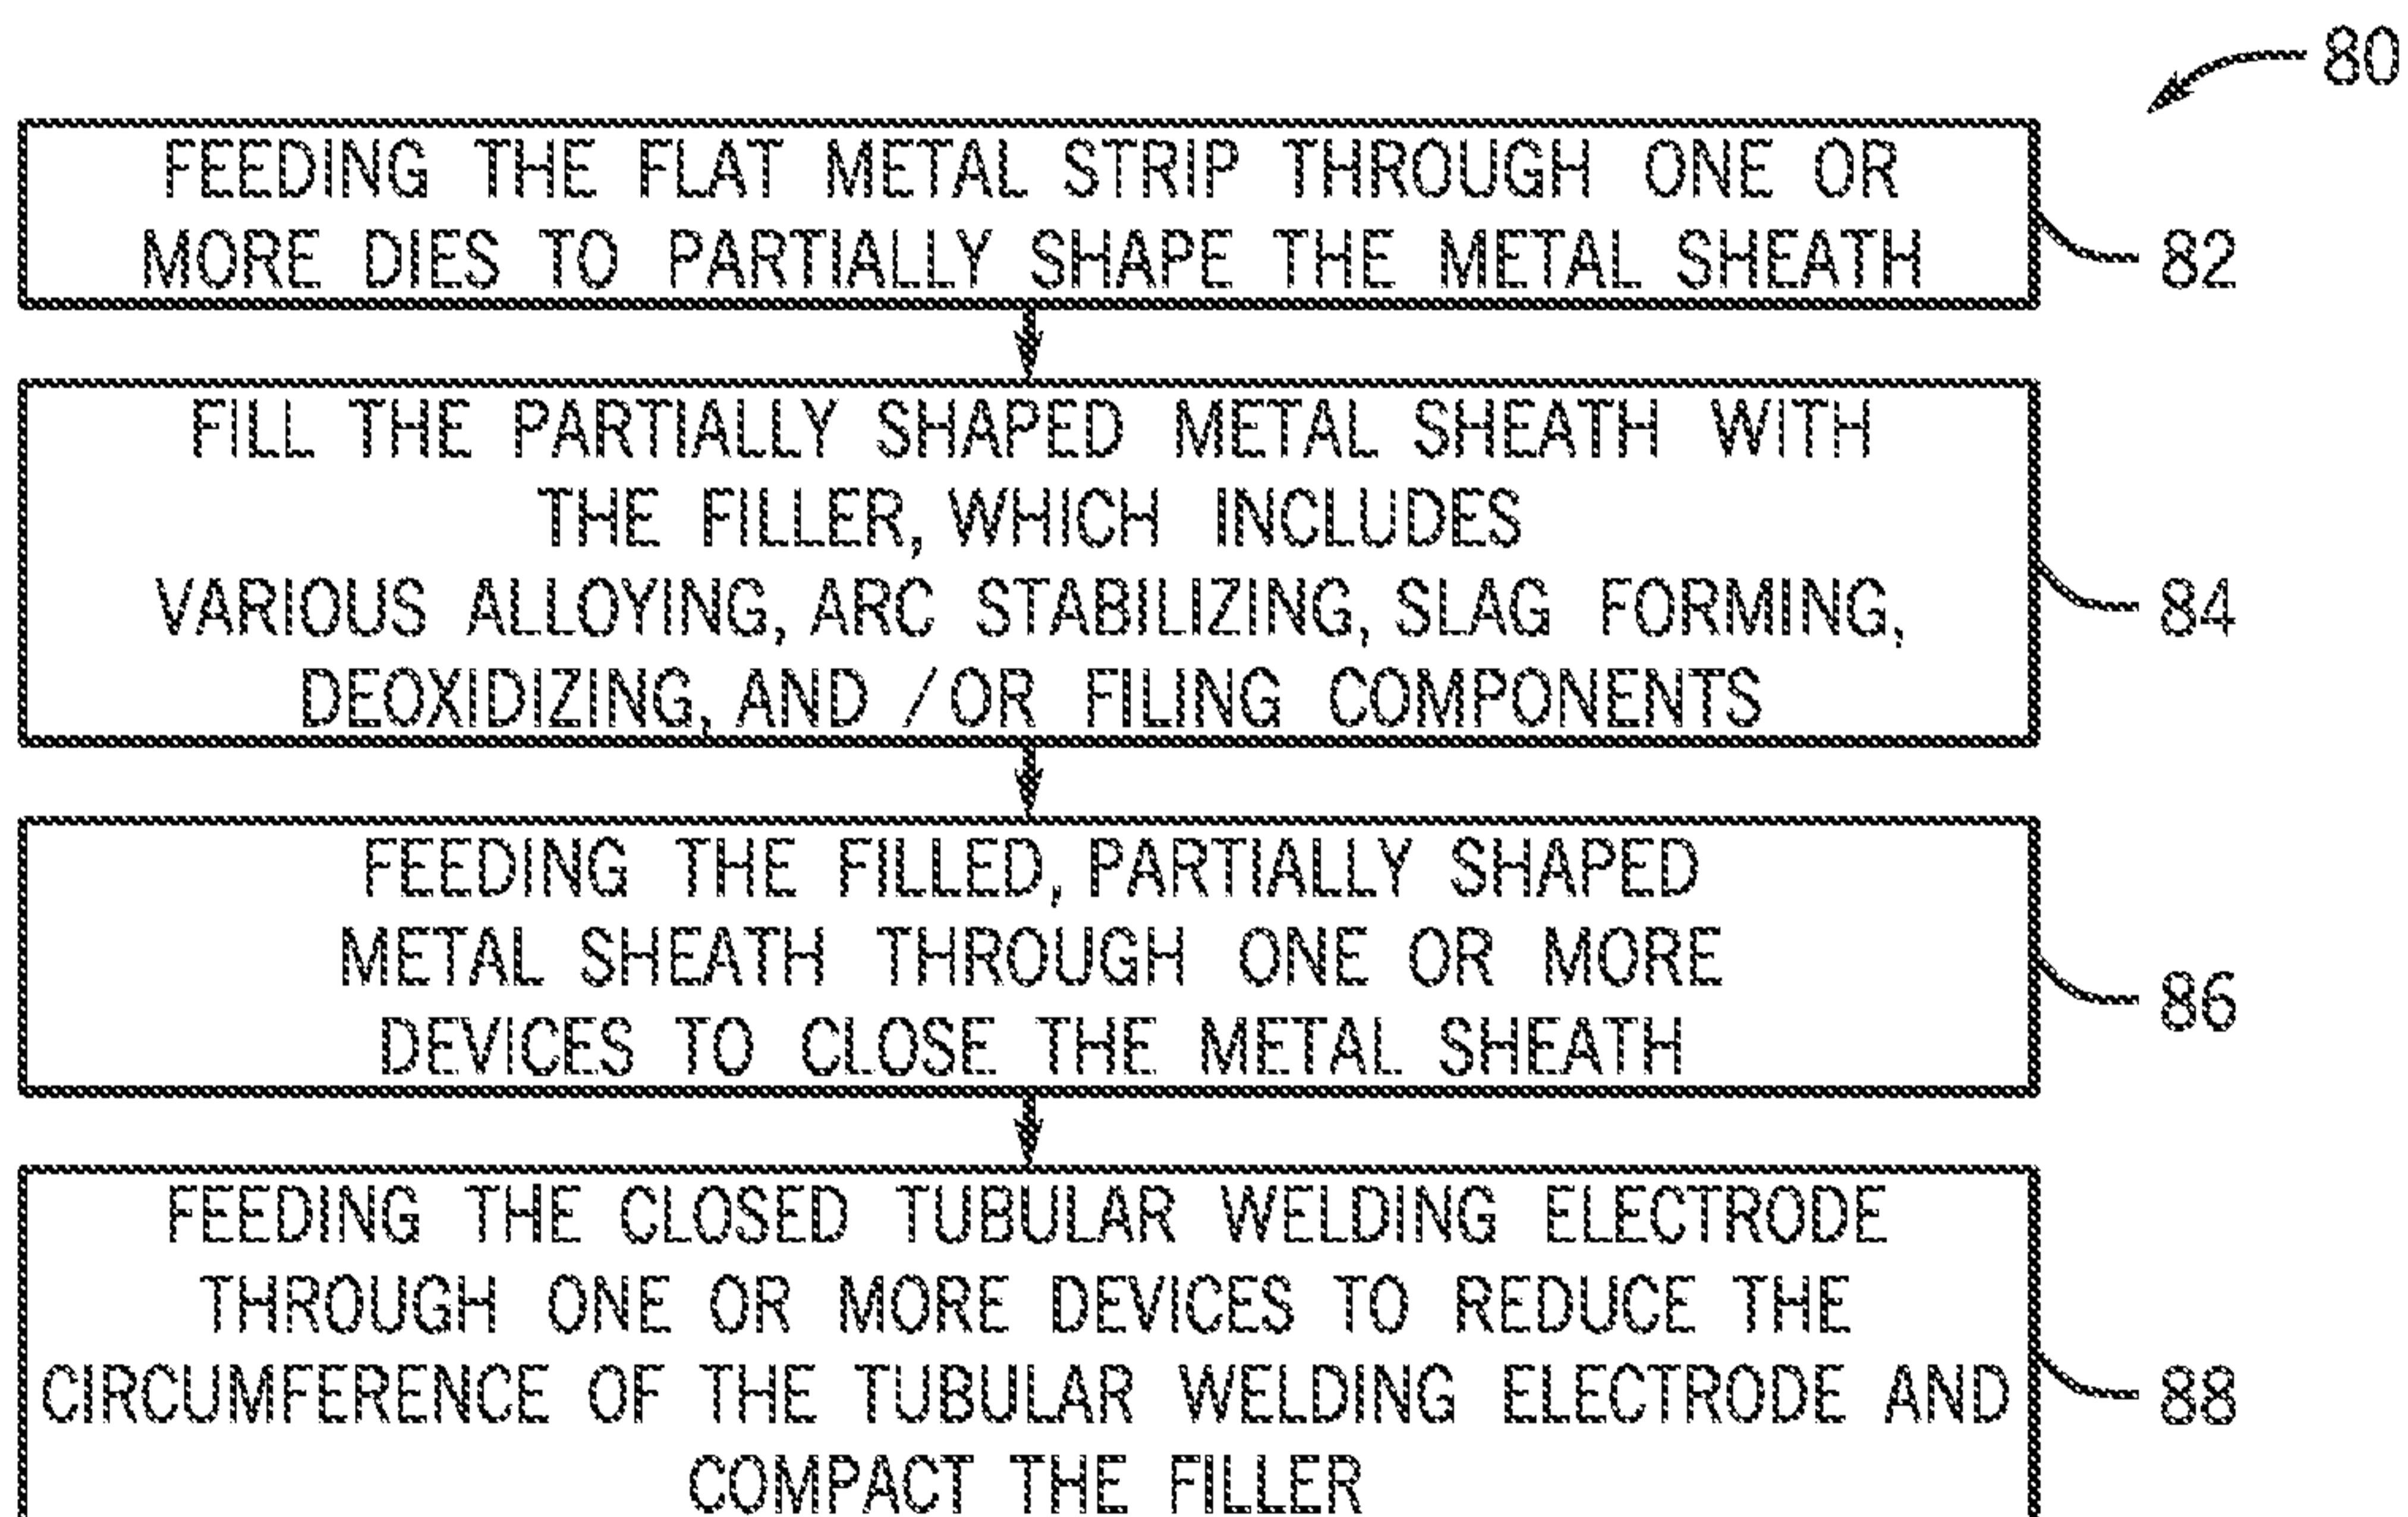 80
FEEDING THE FLAT METAL STRIP THROUGH ONE OR
MORE DIES TO PARTIALLY SHAPE THE METAL SHEATH
82
FILL THE PARTIALLY SHAPED METAL SHEATH WITH
THE FILLER, WHICH INCLUDES
VARIOUS ALLOYING, ARC STABILIZING, SLAG FORMING,
DEOXIDIZING, AND / OR FILING COMPONENTS
84
FEEDING THE FILLED, PARTIALLY SHAPED
METAL SHEATH THROUGH ONE OR MORE
DEVICES TO CLOSE THE METAL SHEATH
86
FEEDING THE CLOSED TUBULAR WELDING ELECTRODE
THROUGH ONE OR MORE DEVICES TO REDUCE THE
CIRCUMFERENCE OF THE TUBULAR WELDING ELECTRODE AND
COMPACT THE FILLER
88